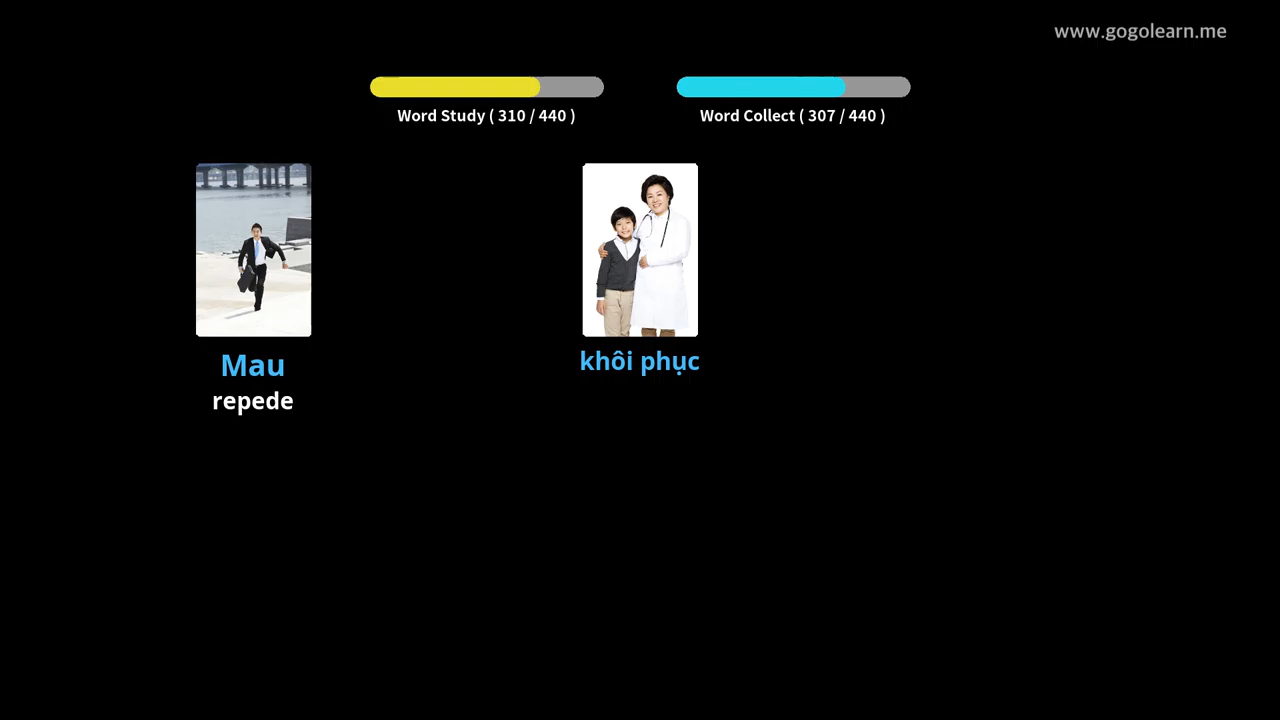 www.gogolearn.me
Word Study ( 310 / 440 )
Word Collect ( 307 / 440 )
Mau
repede
khôi phục